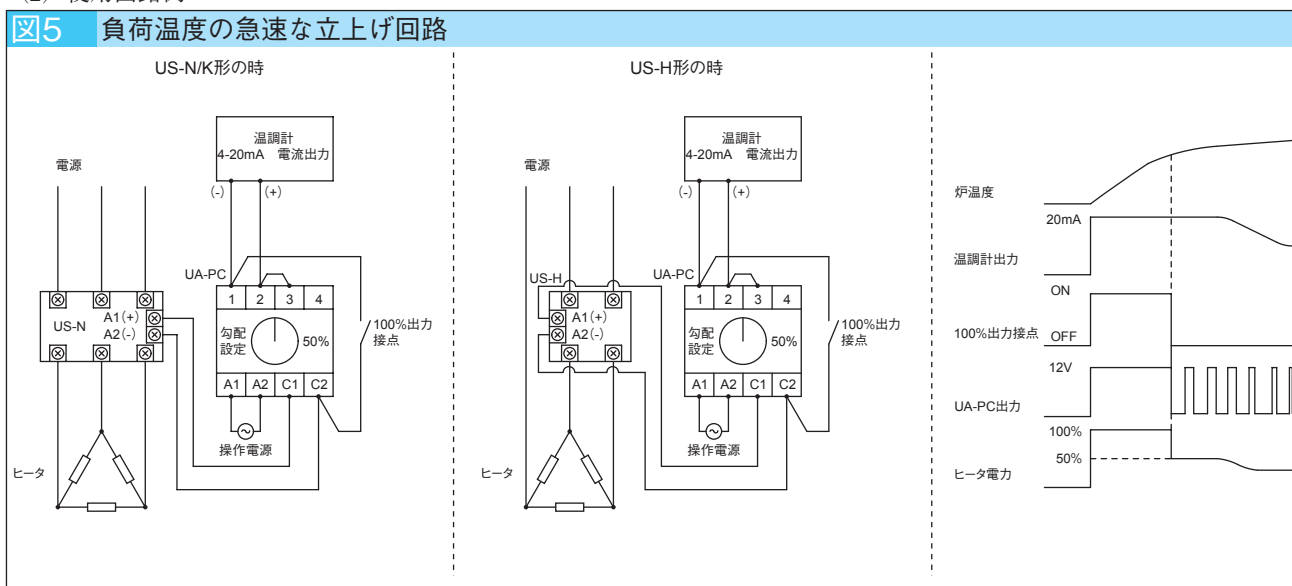 (2) 使用回路例
図5 負荷温度の急速な立上げ回路
US-N/K形の時
電源
温調計
4-20mA 電流出力
(-) (+)
UA-PC
1 2 3 4
US-N
A1(+)
A2(-)
勾配
設定
50%
100%出力
接点
A1 A2 C1 C2
操作電源
ヒータ
US-H形の時
電源
温調計
4-20mA 電流出力
(-) (+)
US-H
UA-PC
1 2 3 4
A1(+)
A2(-)
勾配
設定
50%
100%出力
接点
A1 A2 C1 C2
操作電源
ヒータ
炉温度
20mA
温調計出力
ON
100%出力接点 OFF
12V
UA-PC出力
100%
50%
ヒータ電力